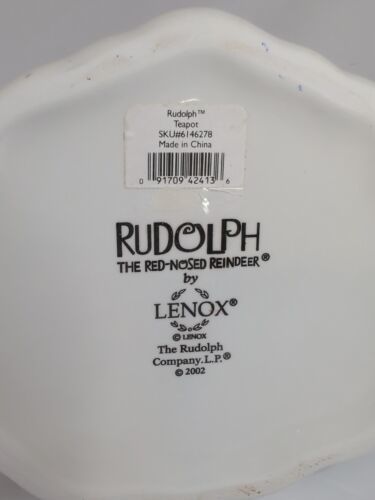 Rudolph™
Teapot
SKU#6146278
Made in China
0 91709 42413 6
RUDOLPH
THE RED-NOSED REINDEER®
by
LENOX®
© LENOX
The Rudolph
Company.L.P.®
© 2002